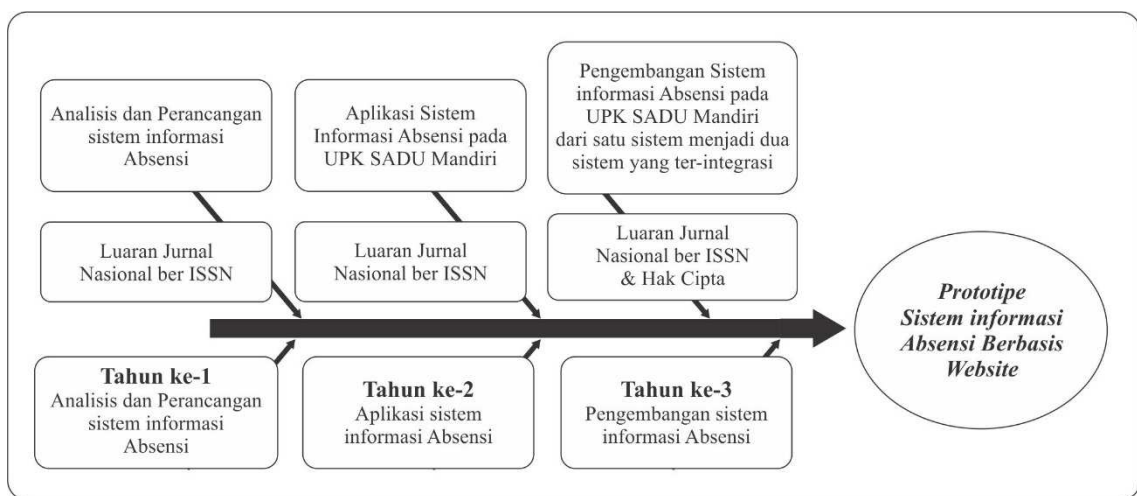 Analisis dan Perancangan
sistem informasi
Absensi
Aplikasi Sistem
Informasi Absensi pada
UPK SADU Mandiri
Pengembangan Sistem
informasi Absensi pada
UPK SADU Mandiri
dari satu sistem menjadi dua
sistem yang ter-integrasi
Luaran Jurnal
Nasional ber ISSN
Luaran Jurnal
Nasional ber ISSN
Luaran Jurnal
Nasional ber ISSN
& Hak Cipta
Prototipe
Sistem informasi
Absensi Berbasis
Website
Tahun ke-1
Analisis dan Perancangan
sistem informasi
Absensi
Tahun ke-2
Aplikasi sistem
informasi Absensi
Tahun ke-3
Pengembangan sistem
informasi Absensi